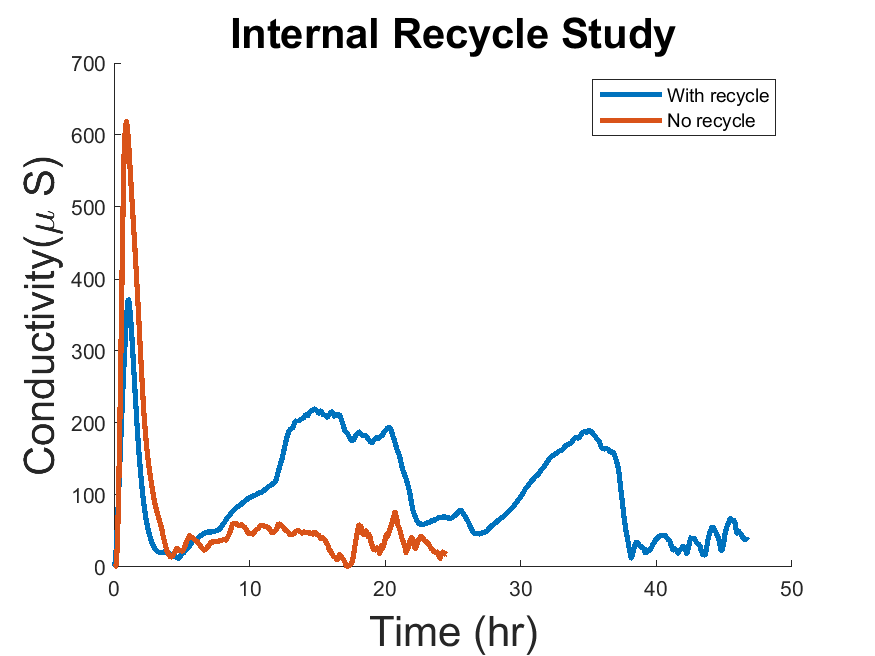 Internal Recycle Study
700
600
500
400
300
200
100
0
Conductivity(μ S)
With recycle
No recycle
0 10 20 30 40 50
Time (hr)